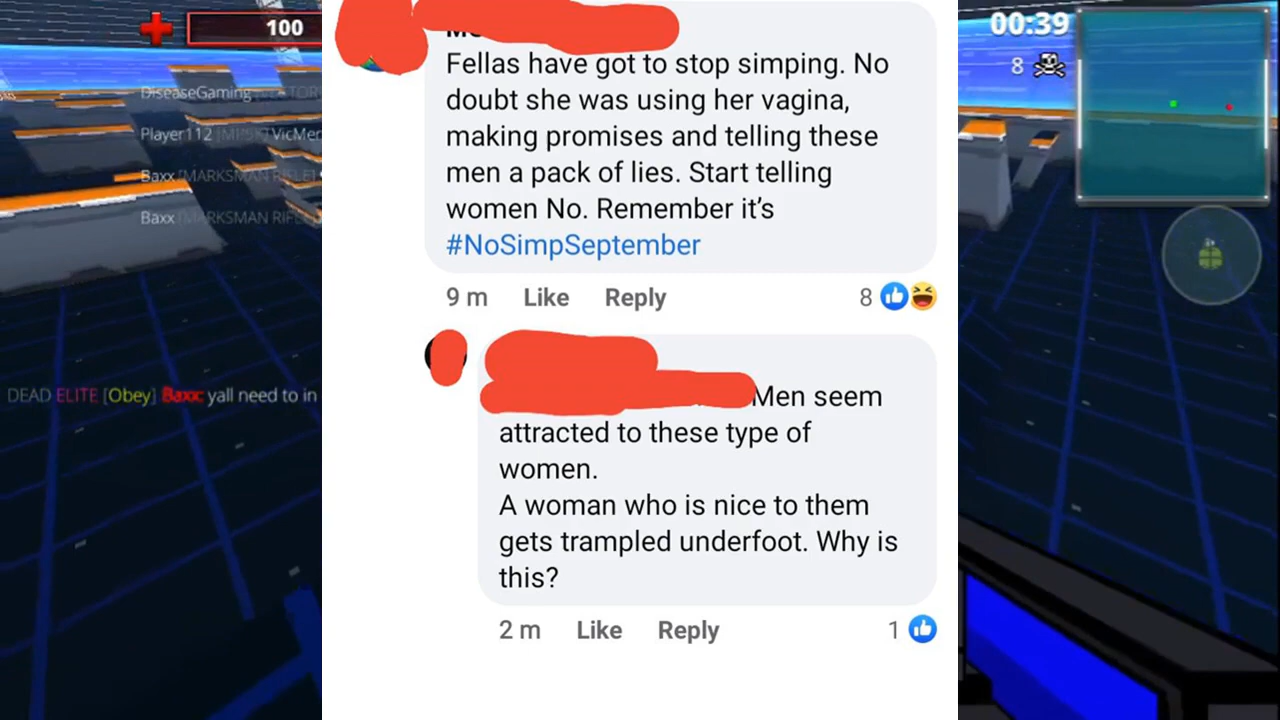 100
DiseaseGaming
Player112
VicMer
Baxx [MARKSMAN RIFLE]
Baxx [MARKSMAN RIFL
DEAD ELITE [Obey] Baxx: yall need to in
Fellas have got to stop simping. No
doubt she was using her vagina,
making promises and telling these
men a pack of lies. Start telling
women No. Remember it’s
#NoSimpSeptember
9 m Like Reply 8
Men seem
attracted to these type of
women.
A woman who is nice to them
gets trampled underfoot. Why is
this?
2 m Like Reply 1
00:39
8